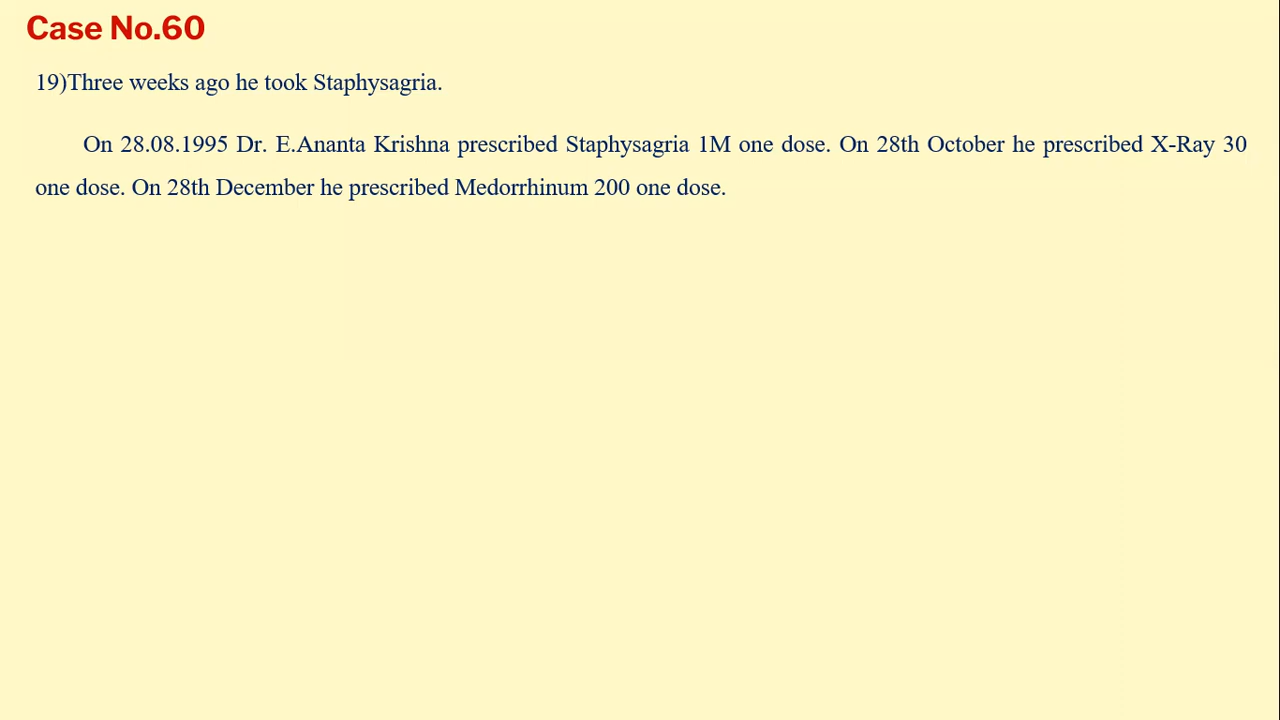 Case No.60
19)Three weeks ago he took Staphysagria.
On 28.08.1995 Dr. E.Ananta Krishna prescribed Staphysagria 1M one dose. On 28th October he prescribed X-Ray 30
one dose. On 28th December he prescribed Medorrhinum 200 one dose.